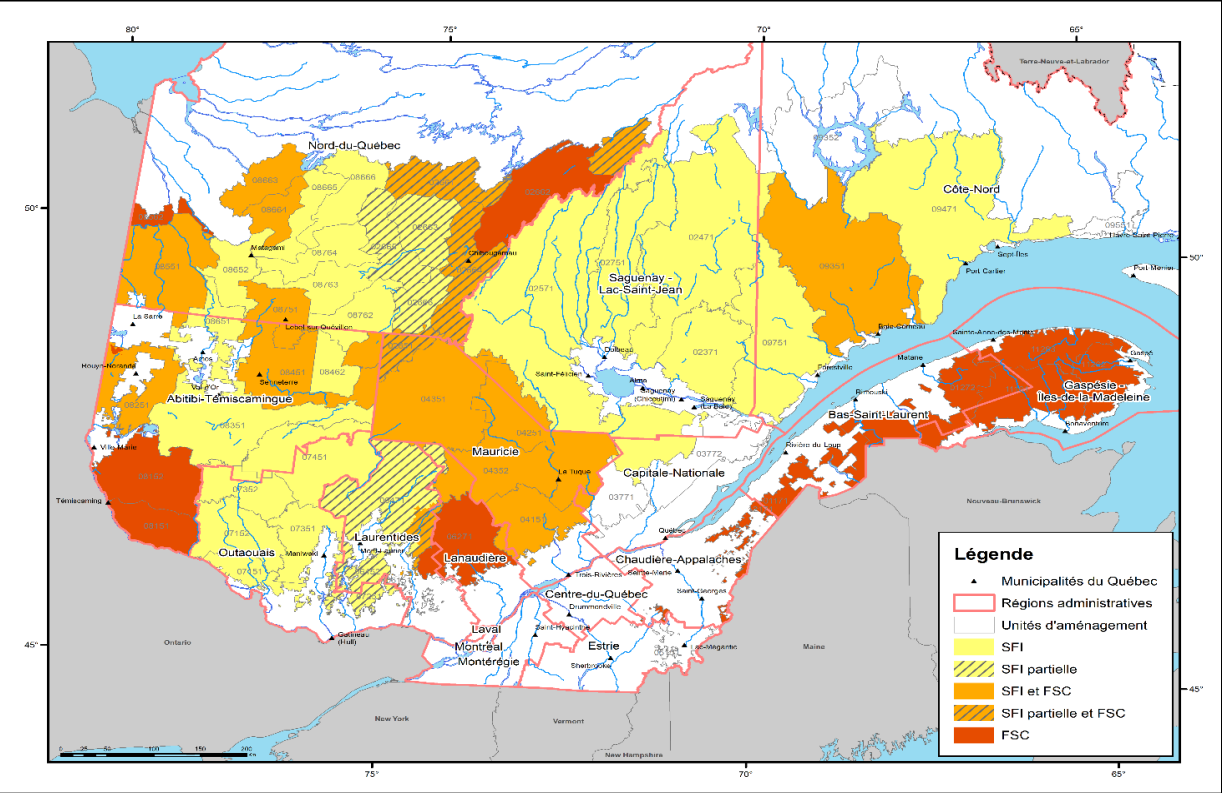 80°
75°
70°
65°
Terre-Neuve-et-Labrador
Nord-du-Québec
08663
08666
08665
09352
Côte-Nord
50°
08664
09471
02663
02665
02471
Matagami
Chibougamau
08764
08551
08652
02751
09351
Sept-Îles
Port-Cartier
50°
Port-Menier
Saguenay -
Lac-Saint-Jean
02571
08763
02666
08751
08762
La Sarre
Lebel-sur-Quévillon
08651
Baie-Comeau
Sainte-Anne-des-Monts
09751
02371
Dolbeau
Matane
Gaspé
Amos
Rouyn-Noranda
Saint-Félicien
Alma
Forestville
08462
08451
Senneterre
Val-d'Or
Saguenay
(Chicoutimi)
Saguenay
(La Baie)
Rimouski
Gaspésie -
Îles-de-la-Madeleine
Abitibi-Témiscamingue
04351
08251
Bas-Saint-Laurent
Bonaventure
08351
04251
Ville-Marie
Rivière-du-Loup
Mauricie
07451
03772
Capitale-Nationale
04352
La Tuque
07352
03771
Témiscaming
Nouveau-Brunswick
04151
07351
07152
Québec
Laurentides
Mont-Laurier
Outaouais
Maniwaki
Lanaudière
Chaudière-Appalaches
Sainte-Marie
07151
Trois-Rivières
Centre-du-Québec
Saint-Georges
Drummondville
Laval
Saint-Hyacinthe
Gatineau
(Hull)
Montréal
Estrie
Lac-Mégantic
Montérégie
Sherbrooke
45°
Ontario
Maine
45°
New York
Vermont
New Hampshire
0 25 50 100 150 200
75°
70°
65°
Légende
Municipalités du Québec
Régions administratives
Unités d'aménagement
SFI
SFI partielle
SFI et FSC
SFI partielle et FSC
FSC